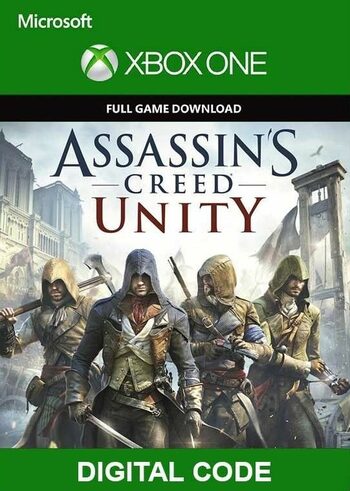 Microsoft
XBOX ONE
FULL GAME DOWNLOAD
ASSASSIN'S
CREED
UNITY
DIGITAL CODE